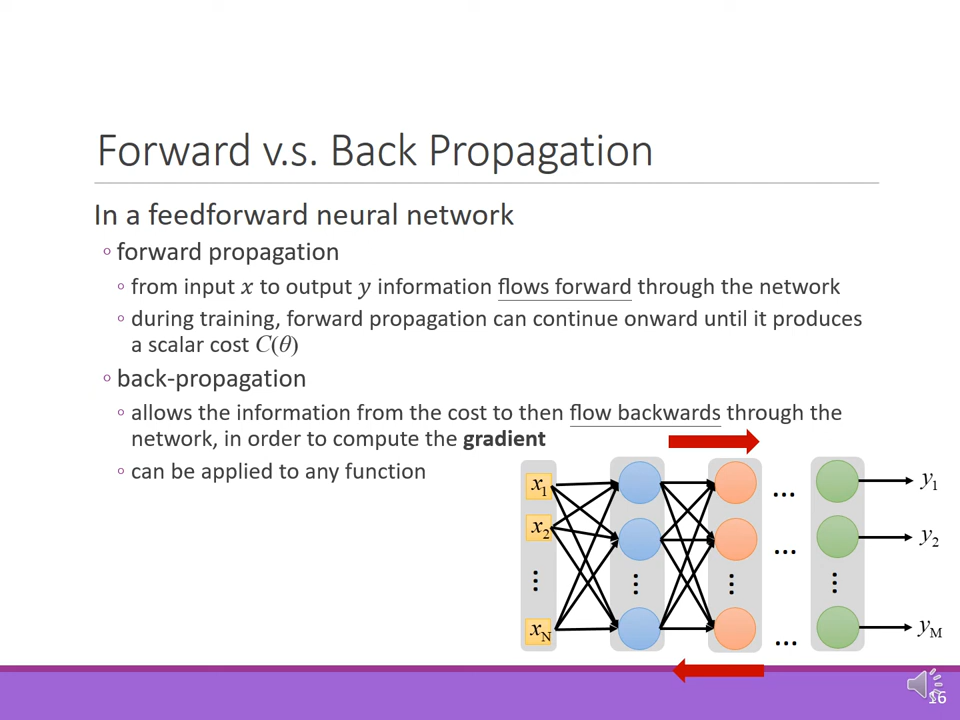 Forward v.s. Back Propagation
In a feedforward neural network
◦ forward propagation
◦ from input x to output y information flows forward through the network
◦ during training, forward propagation can continue onward until it produces
a scalar cost C(θ)
◦ back-propagation
◦ allows the information from the cost to then flow backwards through the
network, in order to compute the gradient
◦ can be applied to any function
x1
x2
⋮
xN
⋮
⋮
⋮
...
...
...
y1
y2
yM
16